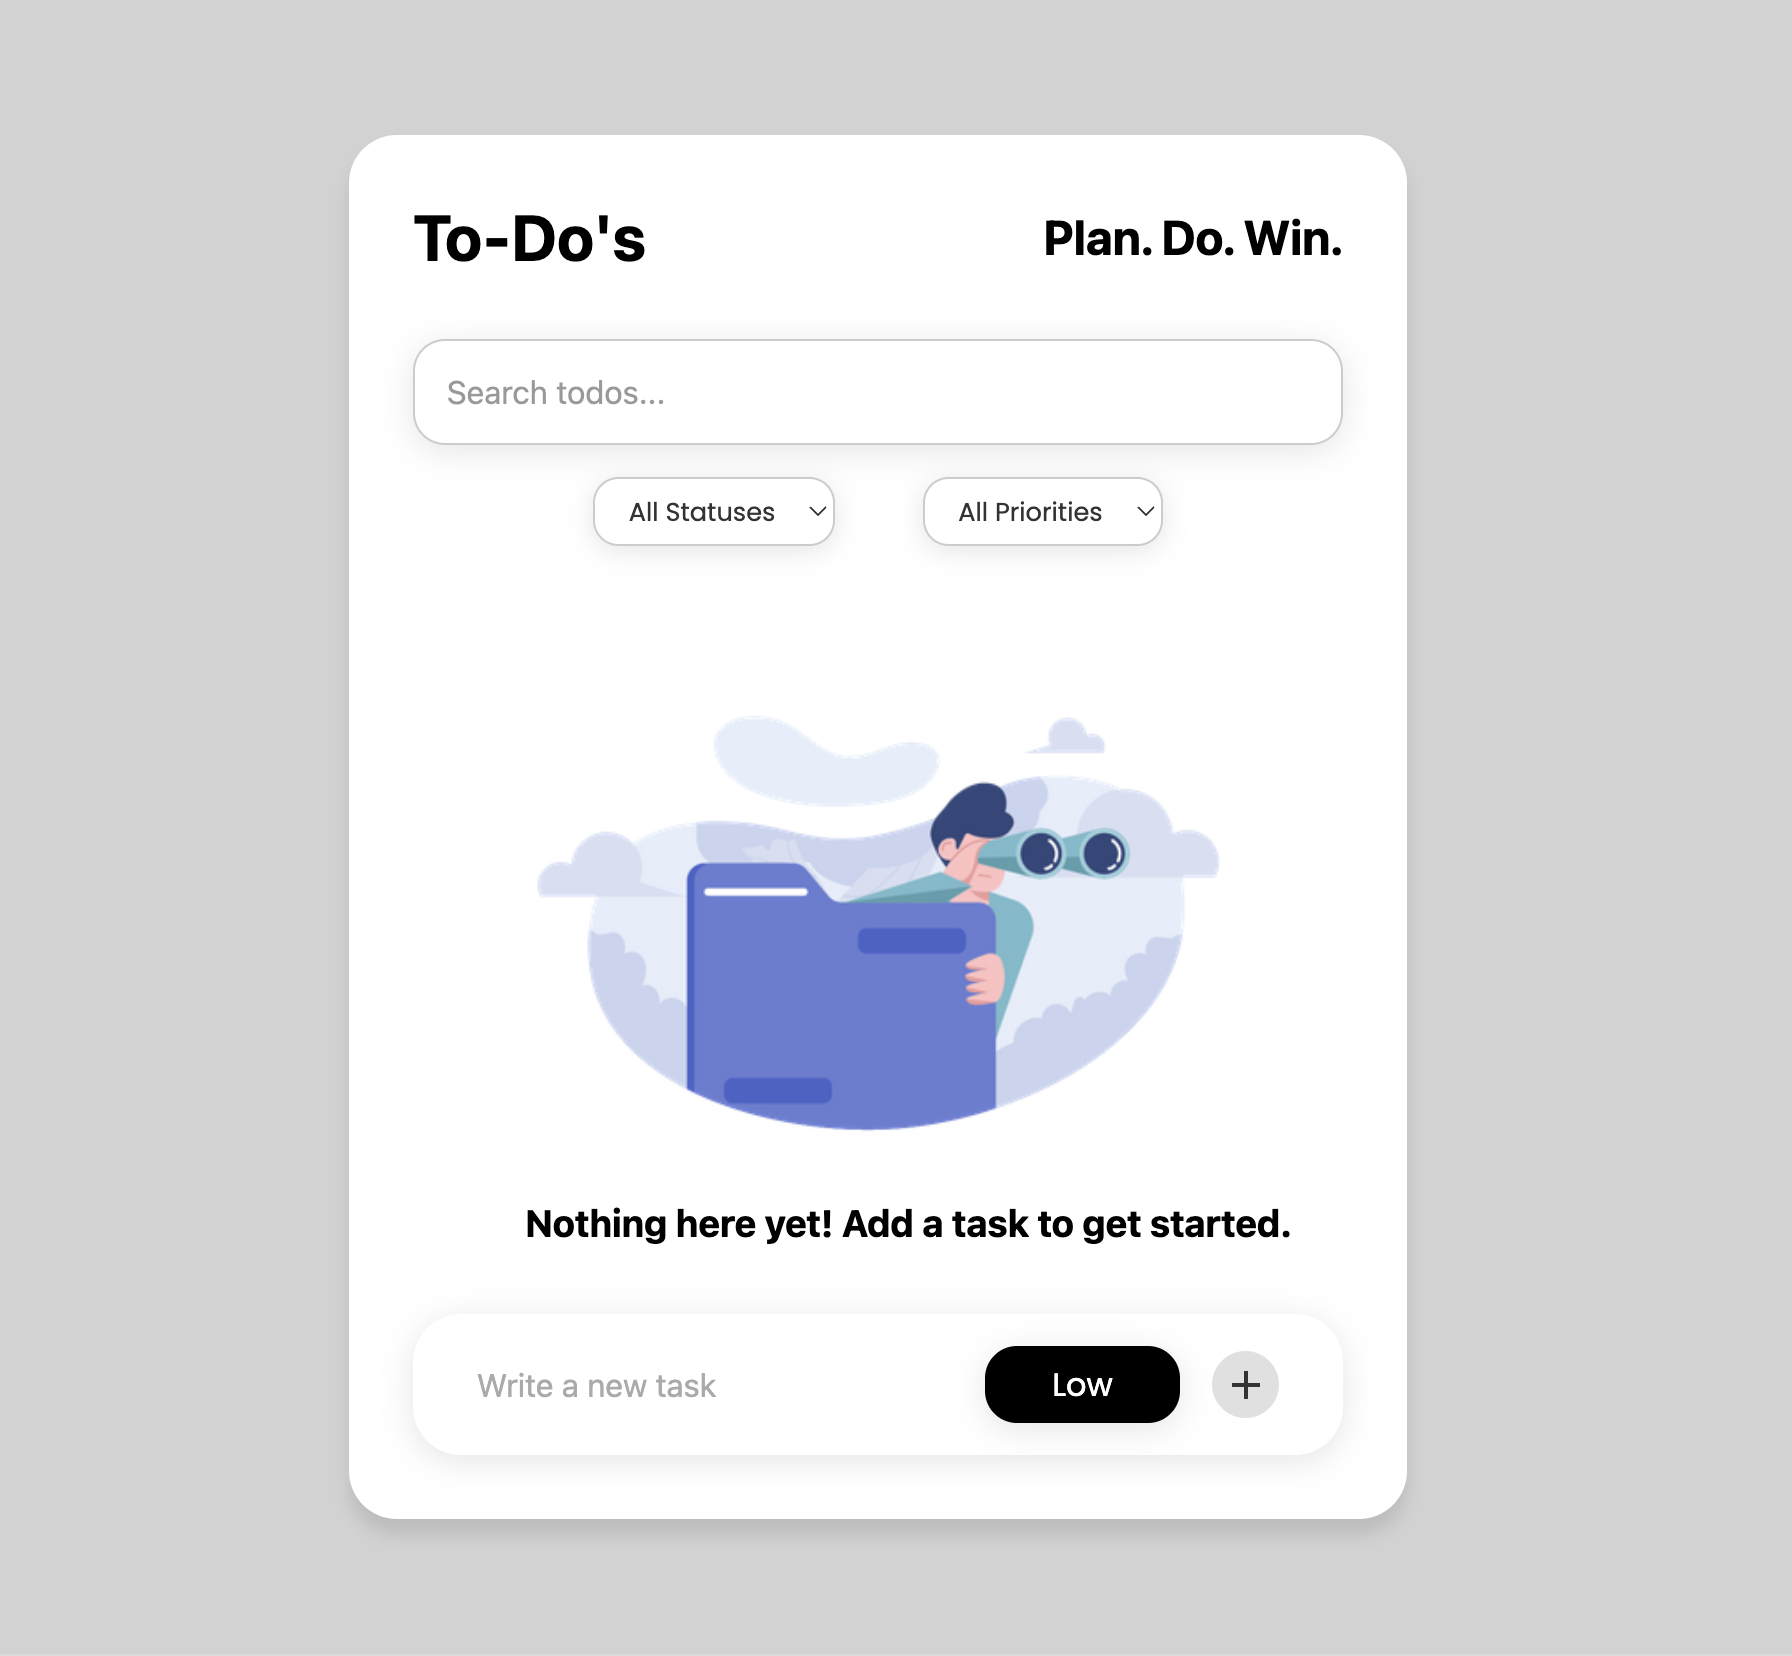 To-Do's
Plan. Do. Win.
Search todos...
All Statuses
All Priorities
Nothing here yet! Add a task to get started.
Write a new task
Low
+